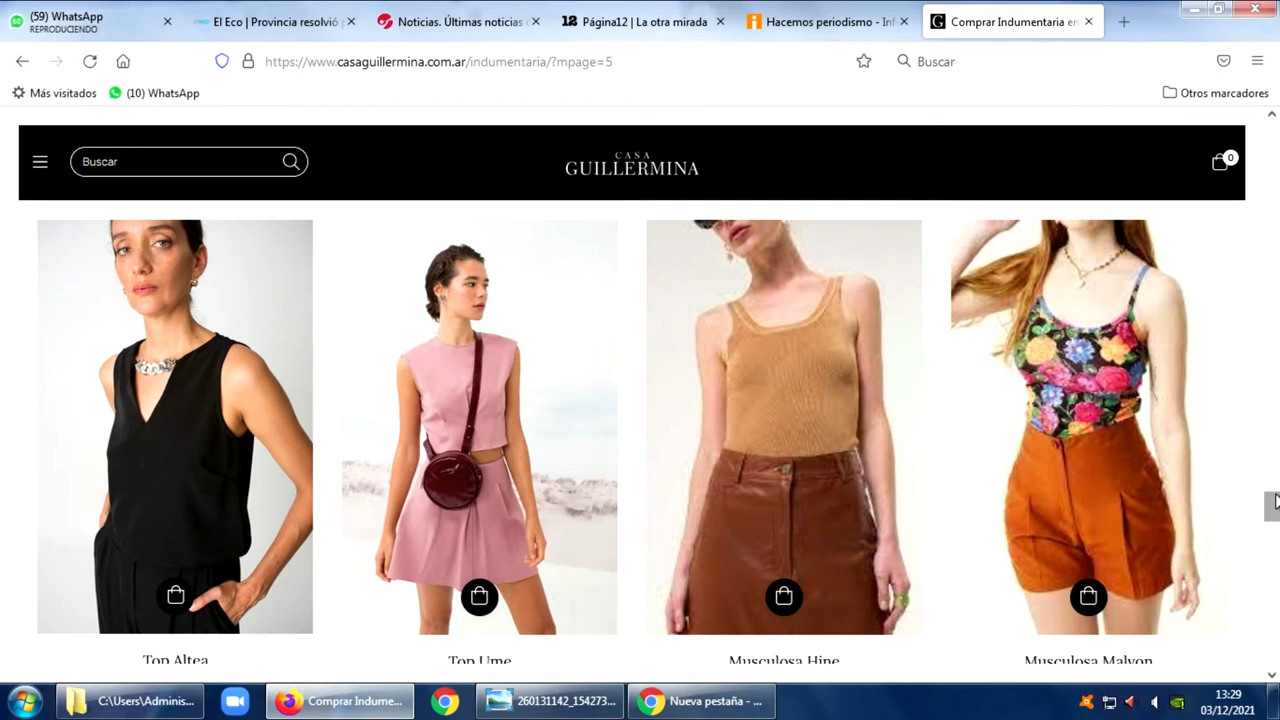 (59) WhatsApp
REPRODUCIENDO
El Eco | Provincia resolvió
Noticias. Últimas noticias
12 Página12 | La otra mirada
Hacemos periodismo - Inf
G Comprar Indumentaria en
https://www.casaguillermina.com.ar/indumentaria/?mpage=5
Buscar
Más visitados
(10) WhatsApp
Otros marcadores
Buscar
CASA
GUILLERMINA
0
Top Altea
Top Ume
Musculosa Hine
Musculosa Malvon
C:\Users\Adminis...
Comprar Indume...
260131142_154273...
Nueva pestaña - ...
13:29
03/12/2021